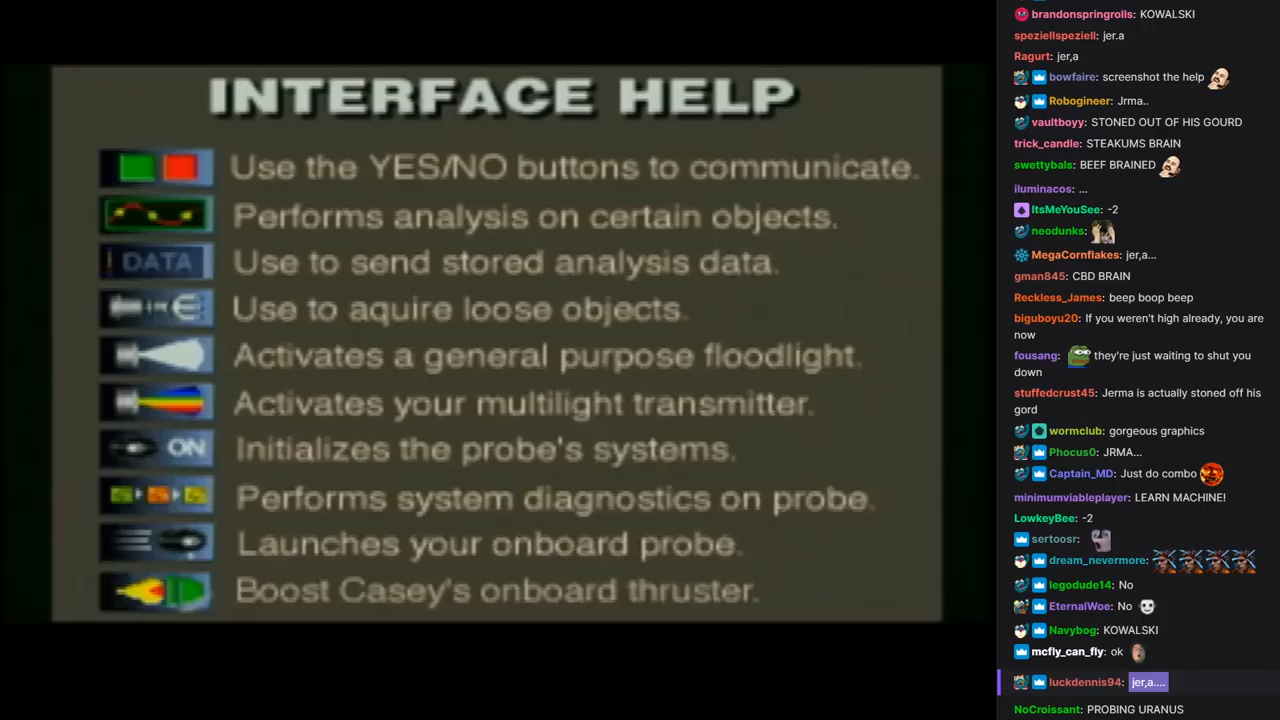 INTERFACE HELP
Use the YES/NO buttons to communicate.
Performs analysis on certain objects.
DATA
Use to send stored analysis data.
Use to aquire loose objects.
Activates a general purpose floodlight.
Activates your multilight transmitter.
ON
Initializes the probe's systems.
Performs system diagnostics on probe.
Launches your onboard probe.
Boost Casey's onboard thruster.
brandonspringrolls: KOWALSKI
speziellspeziell: jer.a
Ragurt: jer,a
bowfaire: screenshot the help
Robogineer: Jrma..
vaultboyy: STONED OUT OF HIS GOURD
trick_candle: STEAKUMS BRAIN
swettybals: BEEF BRAINED
iluminacos: ...
ItsMeYouSee: -2
neodunks:
MegaCornflakes: jer,a...
gman845: CBD BRAIN
Reckless_James: beep boop beep
biguboyu20: If you weren't high already, you are
now
fousang: they're just waiting to shut you
down
stuffedcrust45: Jerma is actually stoned off his
gord
wormclub: gorgeous graphics
Phocus0: JRMA...
Captain_MD: Just do combo
minimumviableplayer: LEARN MACHINE!
LowkeyBee: -2
sertoosr:
dream_nevermore:
legodude14: No
EternalWoe: No
Navybog: KOWALSKI
mcfly_can_fly: ok
luckdennis94: jer,a....
NoCroissant: PROBING URANUS